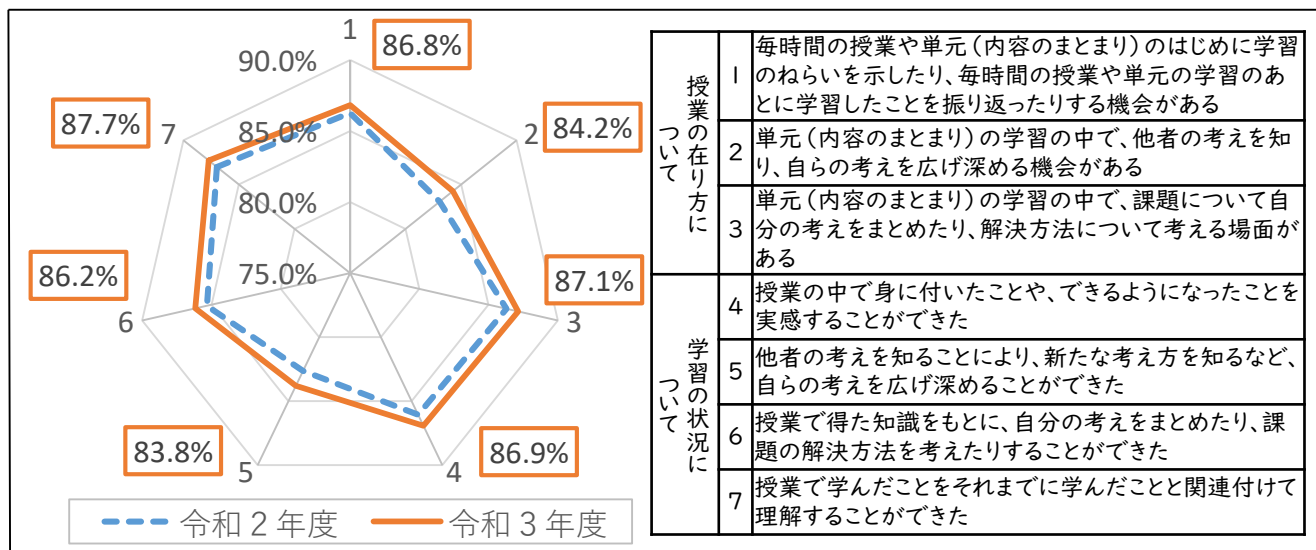 1
86.8%
90.0%
87.7%
7
85.0%
2
84.2%
80.0%
86.2%
75.0%
87.1%
6
3
83.8%
5
4
86.9%
令和2年度
令和3年度
授業の在り方に
ついて
1
毎時間の授業や単元(内容のまとまり)のはじめに学習
のねらいを示したり、毎時間の授業や単元の学習のあ
とに学習したことを振り返ったりする機会がある
2
単元(内容のまとまり)の学習の中で、他者の考えを知
り、自らの考えを広げ深める機会がある
3
単元(内容のまとまり)の学習の中で、課題について自
分の考えをまとめたり、解決方法について考える場面が
ある
学習の状況に
ついて
4
授業の中で身に付いたことや、できるようになったことを
実感することができた
5
他者の考えを知ることにより、新たな考え方を知るなど、
自らの考えを広げ深めることができた
6
授業で得た知識をもとに、自分の考えをまとめたり、課
題の解決方法を考えたりすることができた
7
授業で学んだことをそれまでに学んだことと関連付けて
理解することができた